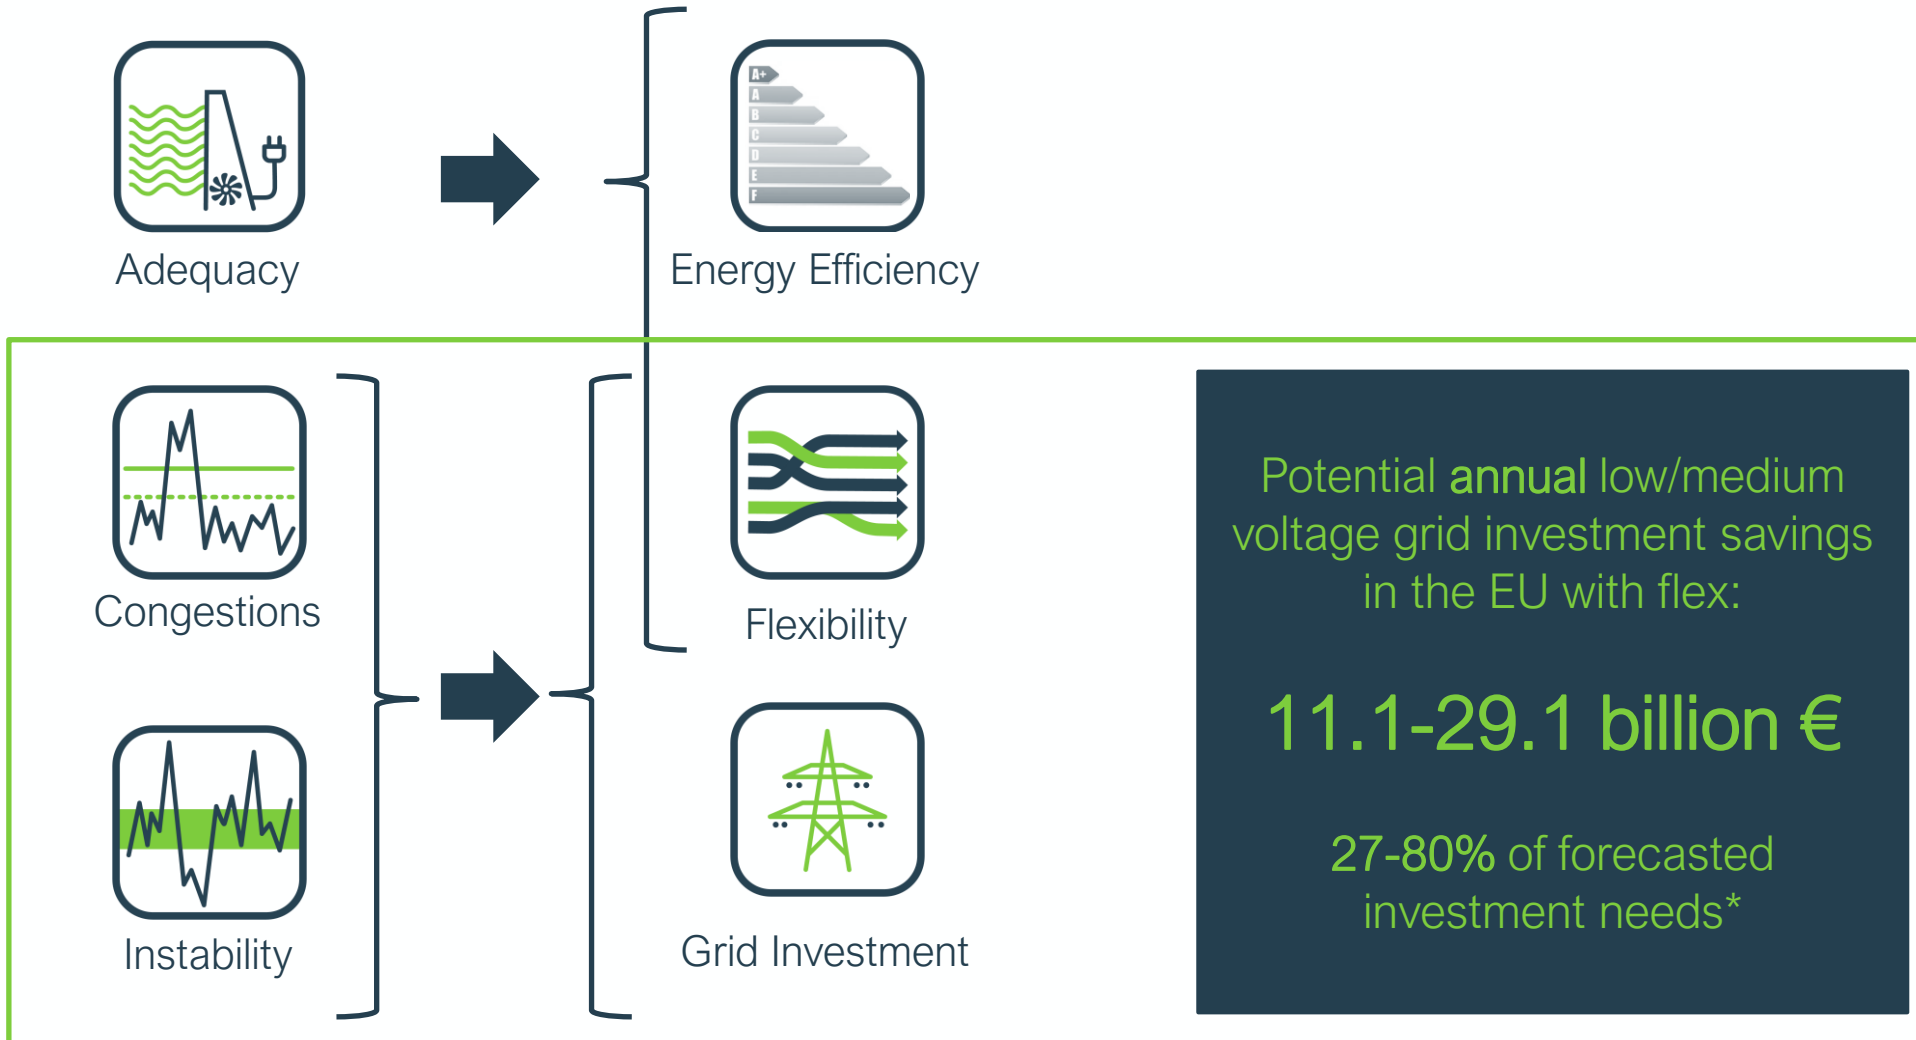 A+
A
B
C
D
E
F
Adequacy
Energy Efficiency
Congestions
Flexibility
Instability
Grid Investment
Potential annual low/medium
voltage grid investment savings
in the EU with flex:
11.1-29.1 billion €
27-80% of forecasted
investment needs*